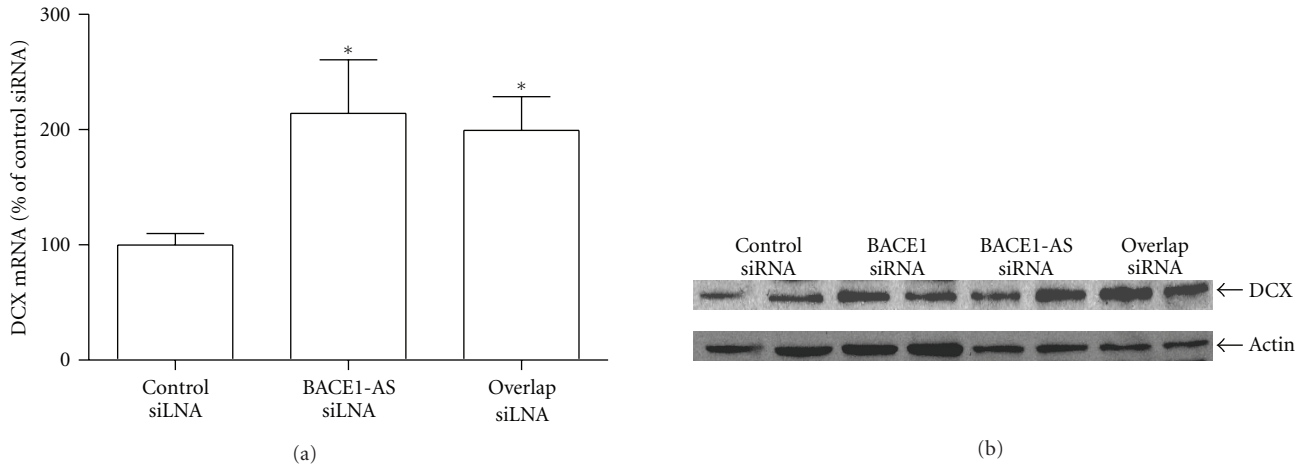 300
200
100
0
DCX mRNA (% of control siRNA)
*
*
Control
siLNA
BACE1-AS
siLNA
Overlap
siLNA
(a)
Control
siRNA
BACE1
siRNA
BACE1-AS
siRNA
Overlap
siRNA
← DCX
← Actin
(b)